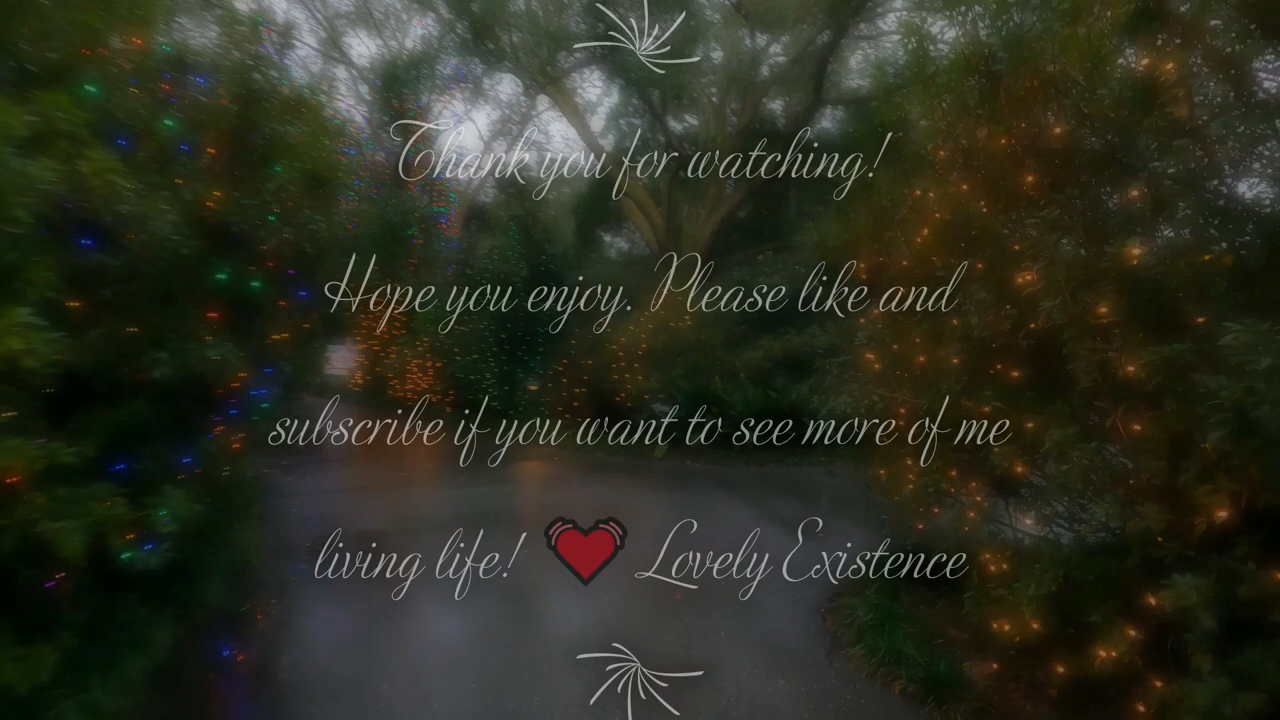 Thank you for watching!
Hope you enjoy. Please like and
subscribe if you want to see more of me
living life! 💓 Lovely Existence